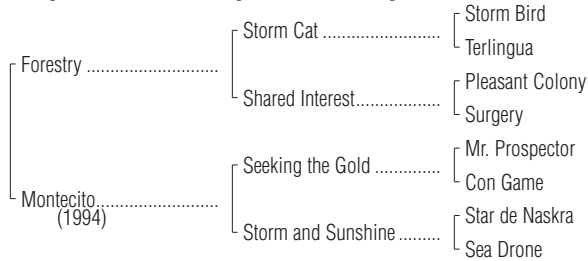 Storm Bird
Storm Cat ........................
Terlingua
Forestry ...........................
Pleasant Colony
Shared Interest.................
Surgery
Mr. Prospector
Seeking the Gold .............
Con Game
Montecito.........................
(1994)
Star de Naskra
Storm and Sunshine ........
Sea Drone